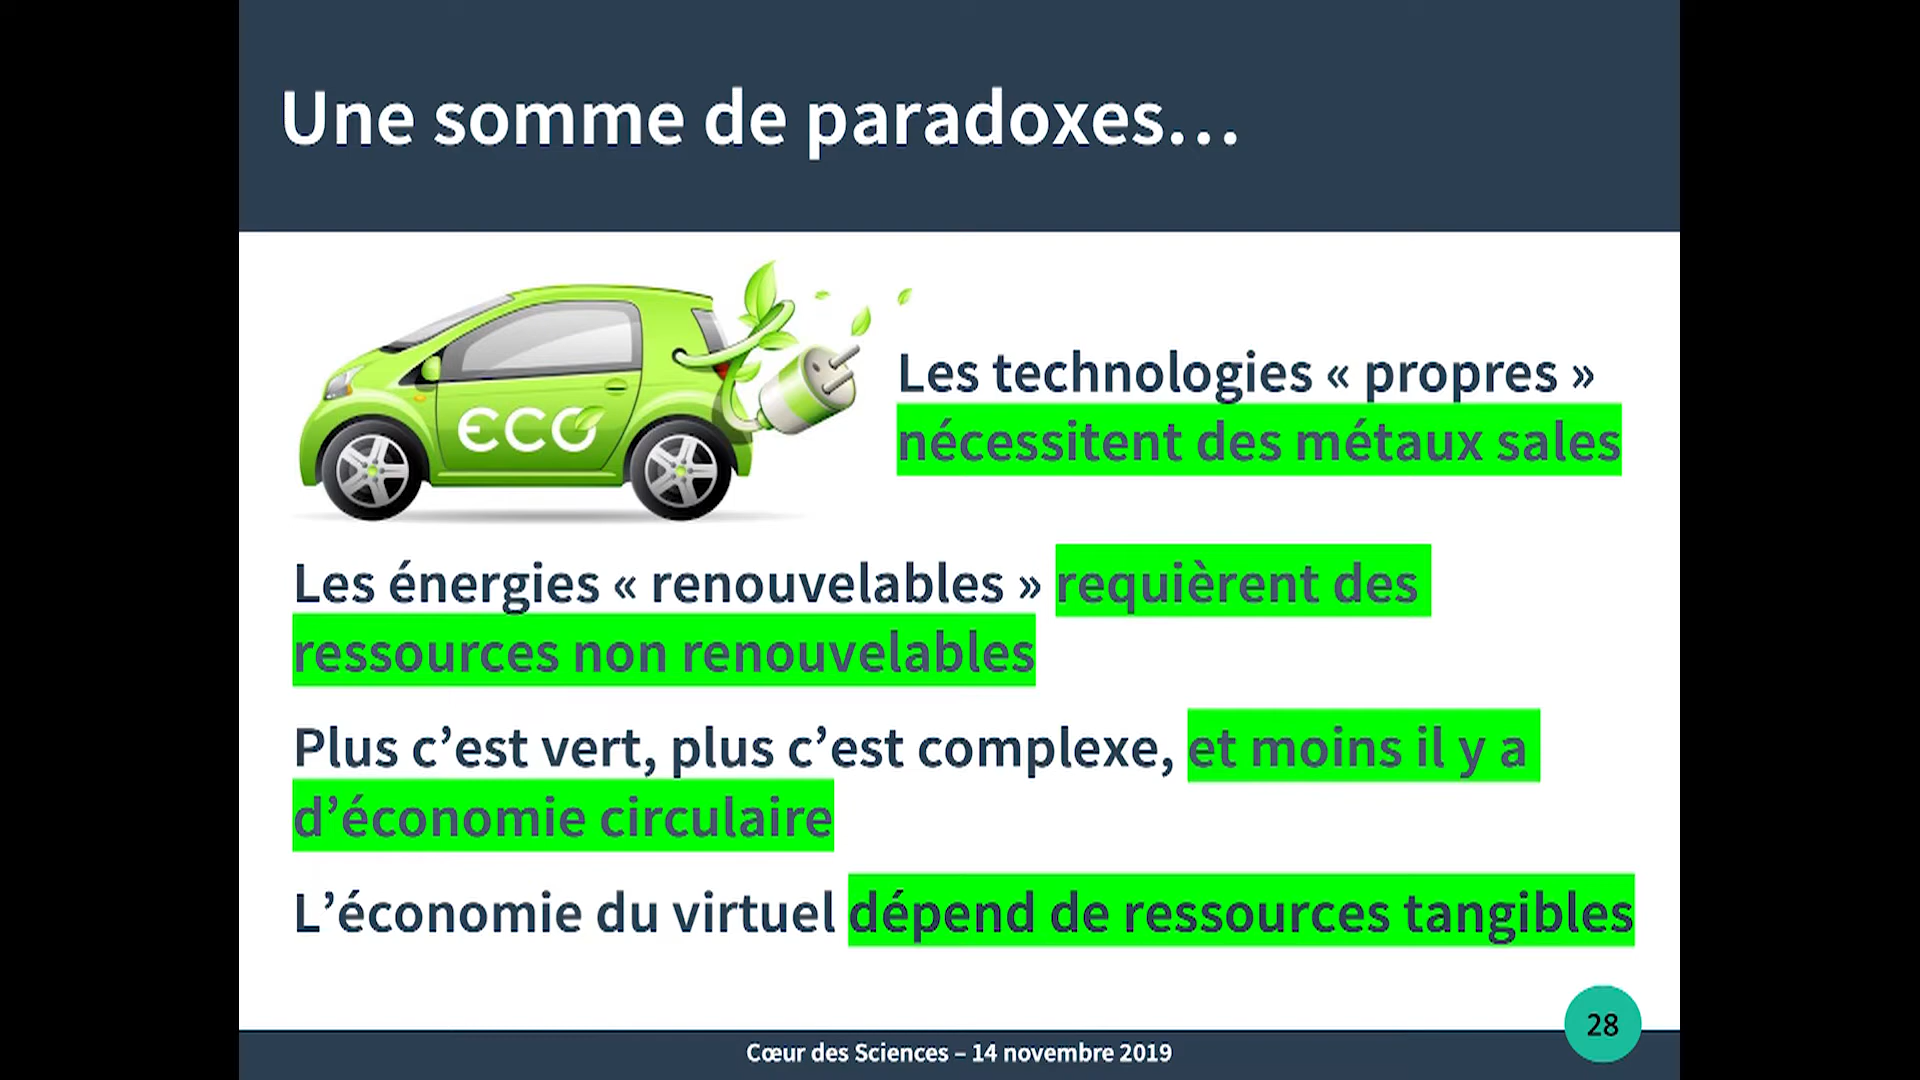 Une somme de paradoxes…
eco
Les technologies « propres »
nécessitent des métaux sales
Les énergies « renouvelables » requièrent des
ressources non renouvelables
Plus c’est vert, plus c’est complexe, et moins il y a
d’économie circulaire
L’économie du virtuel dépend de ressources tangibles
28
Cœur des Sciences – 14 novembre 2019